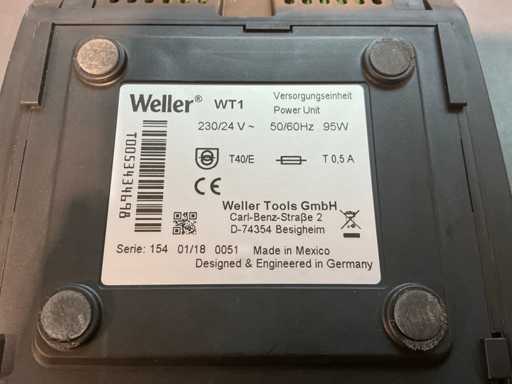 Weller® WT1 Versorgungseinheit
Power Unit
230/24 V ~ 50/60Hz 95W
T40/E T 0,5 A
T0053434698
CE
Weller Tools GmbH
Carl-Benz-Straße 2
D-74354 Besigheim
Serie: 154 01/18 0051 Made in Mexico
Designed & Engineered in Germany